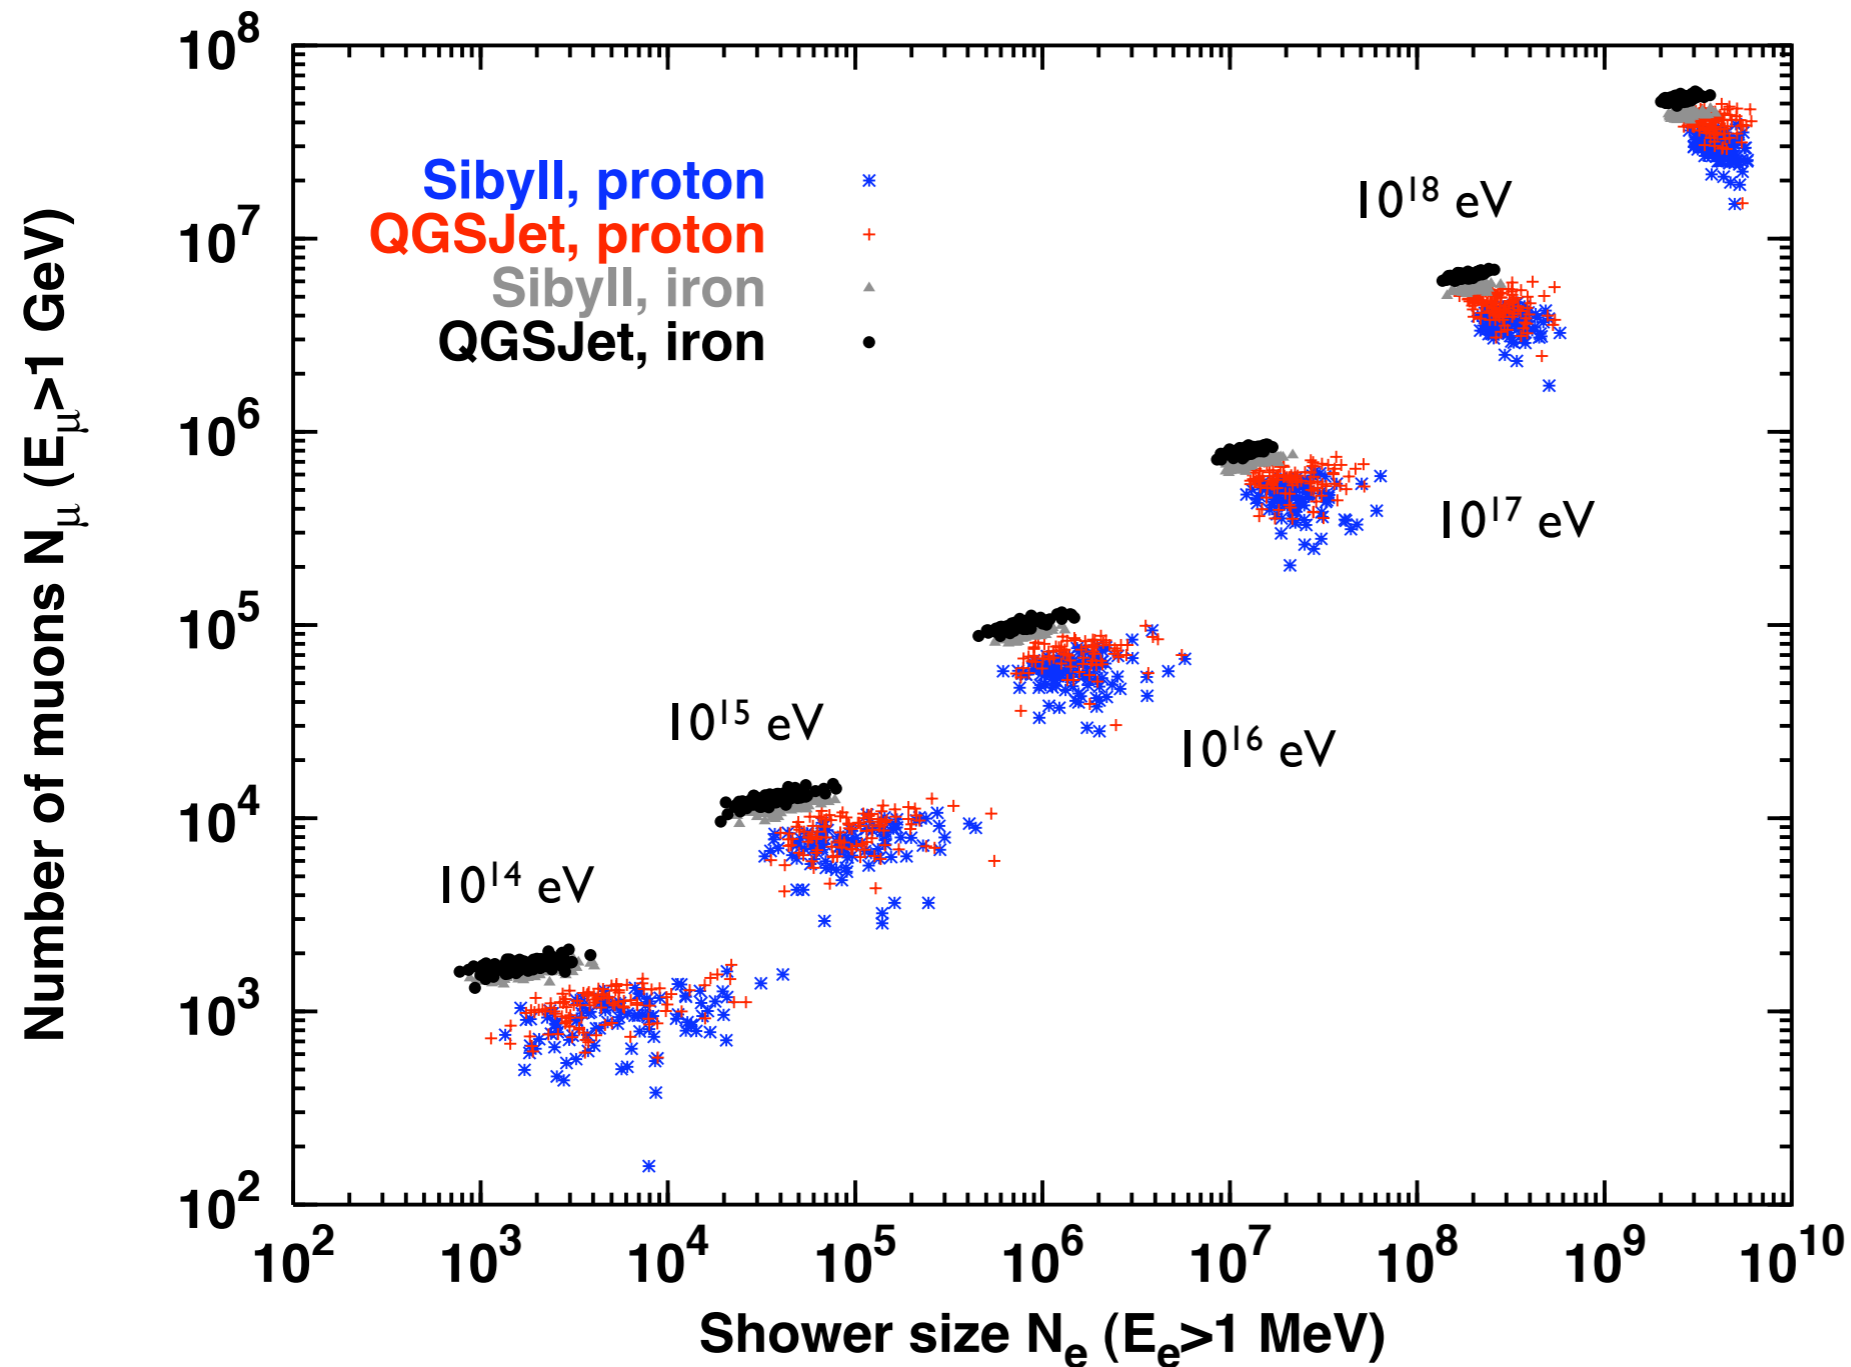 Number of muons N_μ (E_μ>1 GeV)
10^8
10^7
10^6
10^5
10^4
10^3
10^2
Sibyll, proton
QGSJet, proton
Sibyll, iron
QGSJet, iron
10^18 eV
10^17 eV
10^16 eV
10^15 eV
10^14 eV
10^2 10^3 10^4 10^5 10^6 10^7 10^8 10^9 10^10
Shower size N_e (E_e>1 MeV)